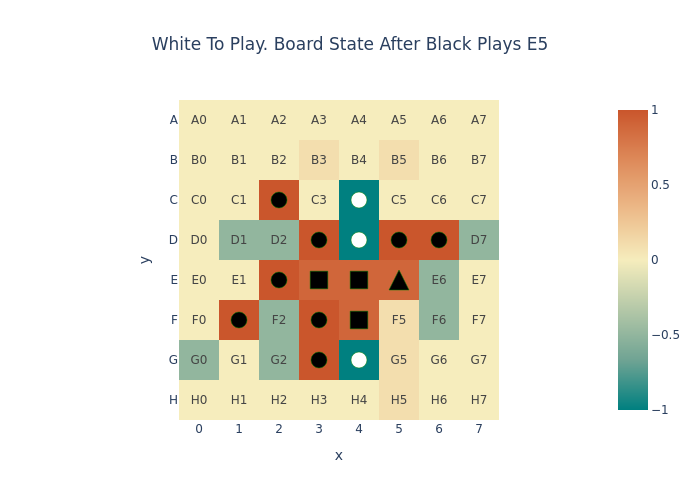 White To Play. Board State After Black Plays E5
A A0 A1 A2 A3 A4 A5 A6 A7 1
B B0 B1 B2 B3 B4 B5 B6 B7
C C0 C1 C3 C5 C6 C7 0.5
D D0 D1 D2 D7
y 0
E E0 E1 E6 E7
F F0 F2 F5 F6 F7 −0.5
G G0 G1 G2 G5 G6 G7
H H0 H1 H2 H3 H4 H5 H6 H7 −1
0 1 2 3 4 5 6 7
x